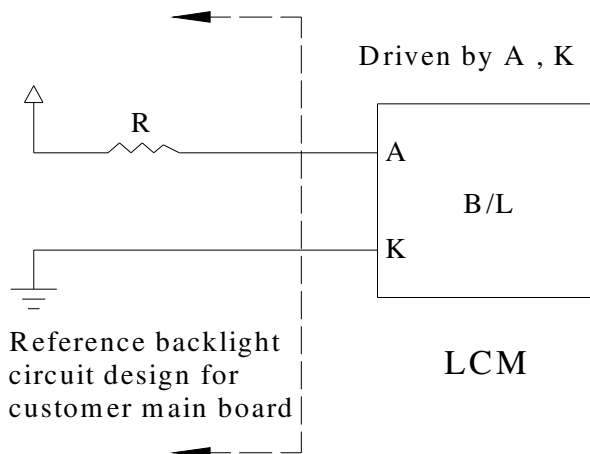 Driven by A , K
R
A
B/L
K
Reference backlight
circuit design for
customer main board
LCM